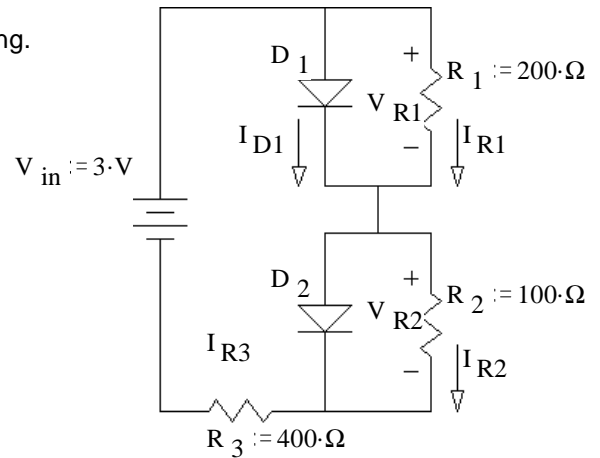 ng.
D 1
+
R 1 := 200·Ω
V R1
I D1
I R1
−
V in := 3·V
D 2
+
R 2 := 100·Ω
V R2
I R3
I R2
−
R 3 := 400·Ω